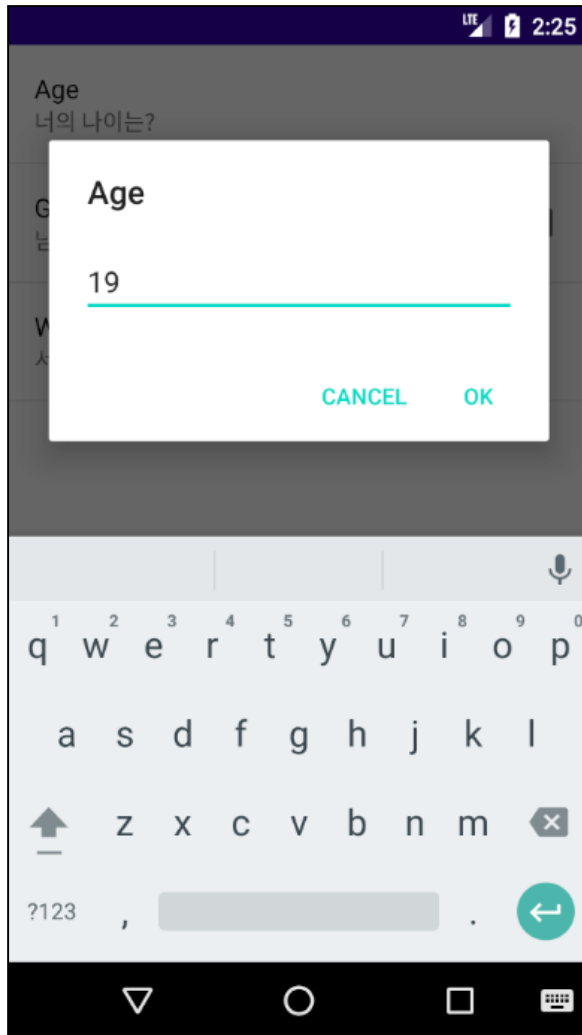 LTE 2:25
Age
너의 나이는?
Age
19
CANCEL OK
1 2 3 4 5 6 7 8 9 0
q w e r t y u i o p
a s d f g h j k l
z x c v b n m
?123 , .